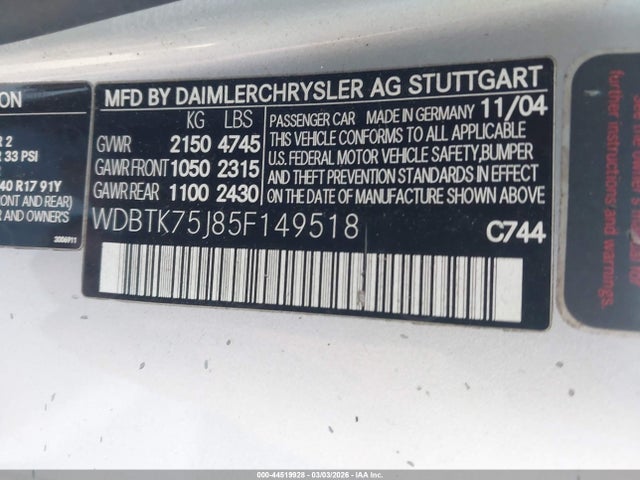 ON
R 2
R 33 PSI
40 R17 91Y
FRONT AND REAR)
AND OWNER'S
3306911
MFD BY DAIMLERCHRYSLER AG STUTTGART
KG LBS
GVWR 2150 4745
GAWR FRONT 1050 2315
GAWR REAR 1100 2430
PASSENGER CAR MADE IN GERMANY 11/04
THIS VEHICLE CONFORMS TO ALL APPLICABLE
U.S. FEDERAL MOTOR VEHICLE SAFETY, BUMPER
AND THEFT PREVENTION STANDARDS IN EFFECT
ON THE DATE OF MANUFACTURE SHOWN ABOVE.
WDBTK75J85F149518
C744
further instructions
and warnings.
000-44519928 - 03/03/2026 - IAA Inc.